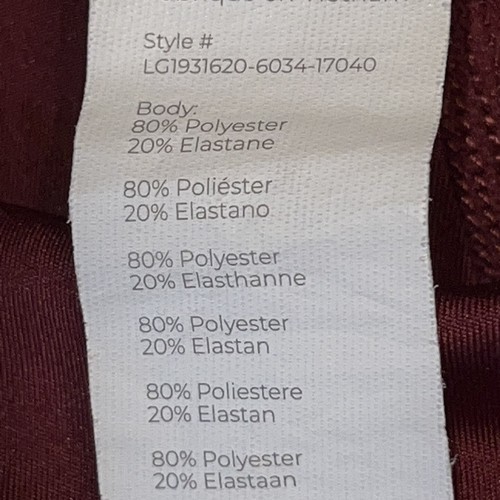 Style #
LG1931620-6034-17040
Body:
80% Polyester
20% Elastane
80% Poliéster
20% Elastano
80% Polyester
20% Elasthanne
80% Polyester
20% Elastan
80% Poliestere
20% Elastan
80% Polyester
20% Elastaan